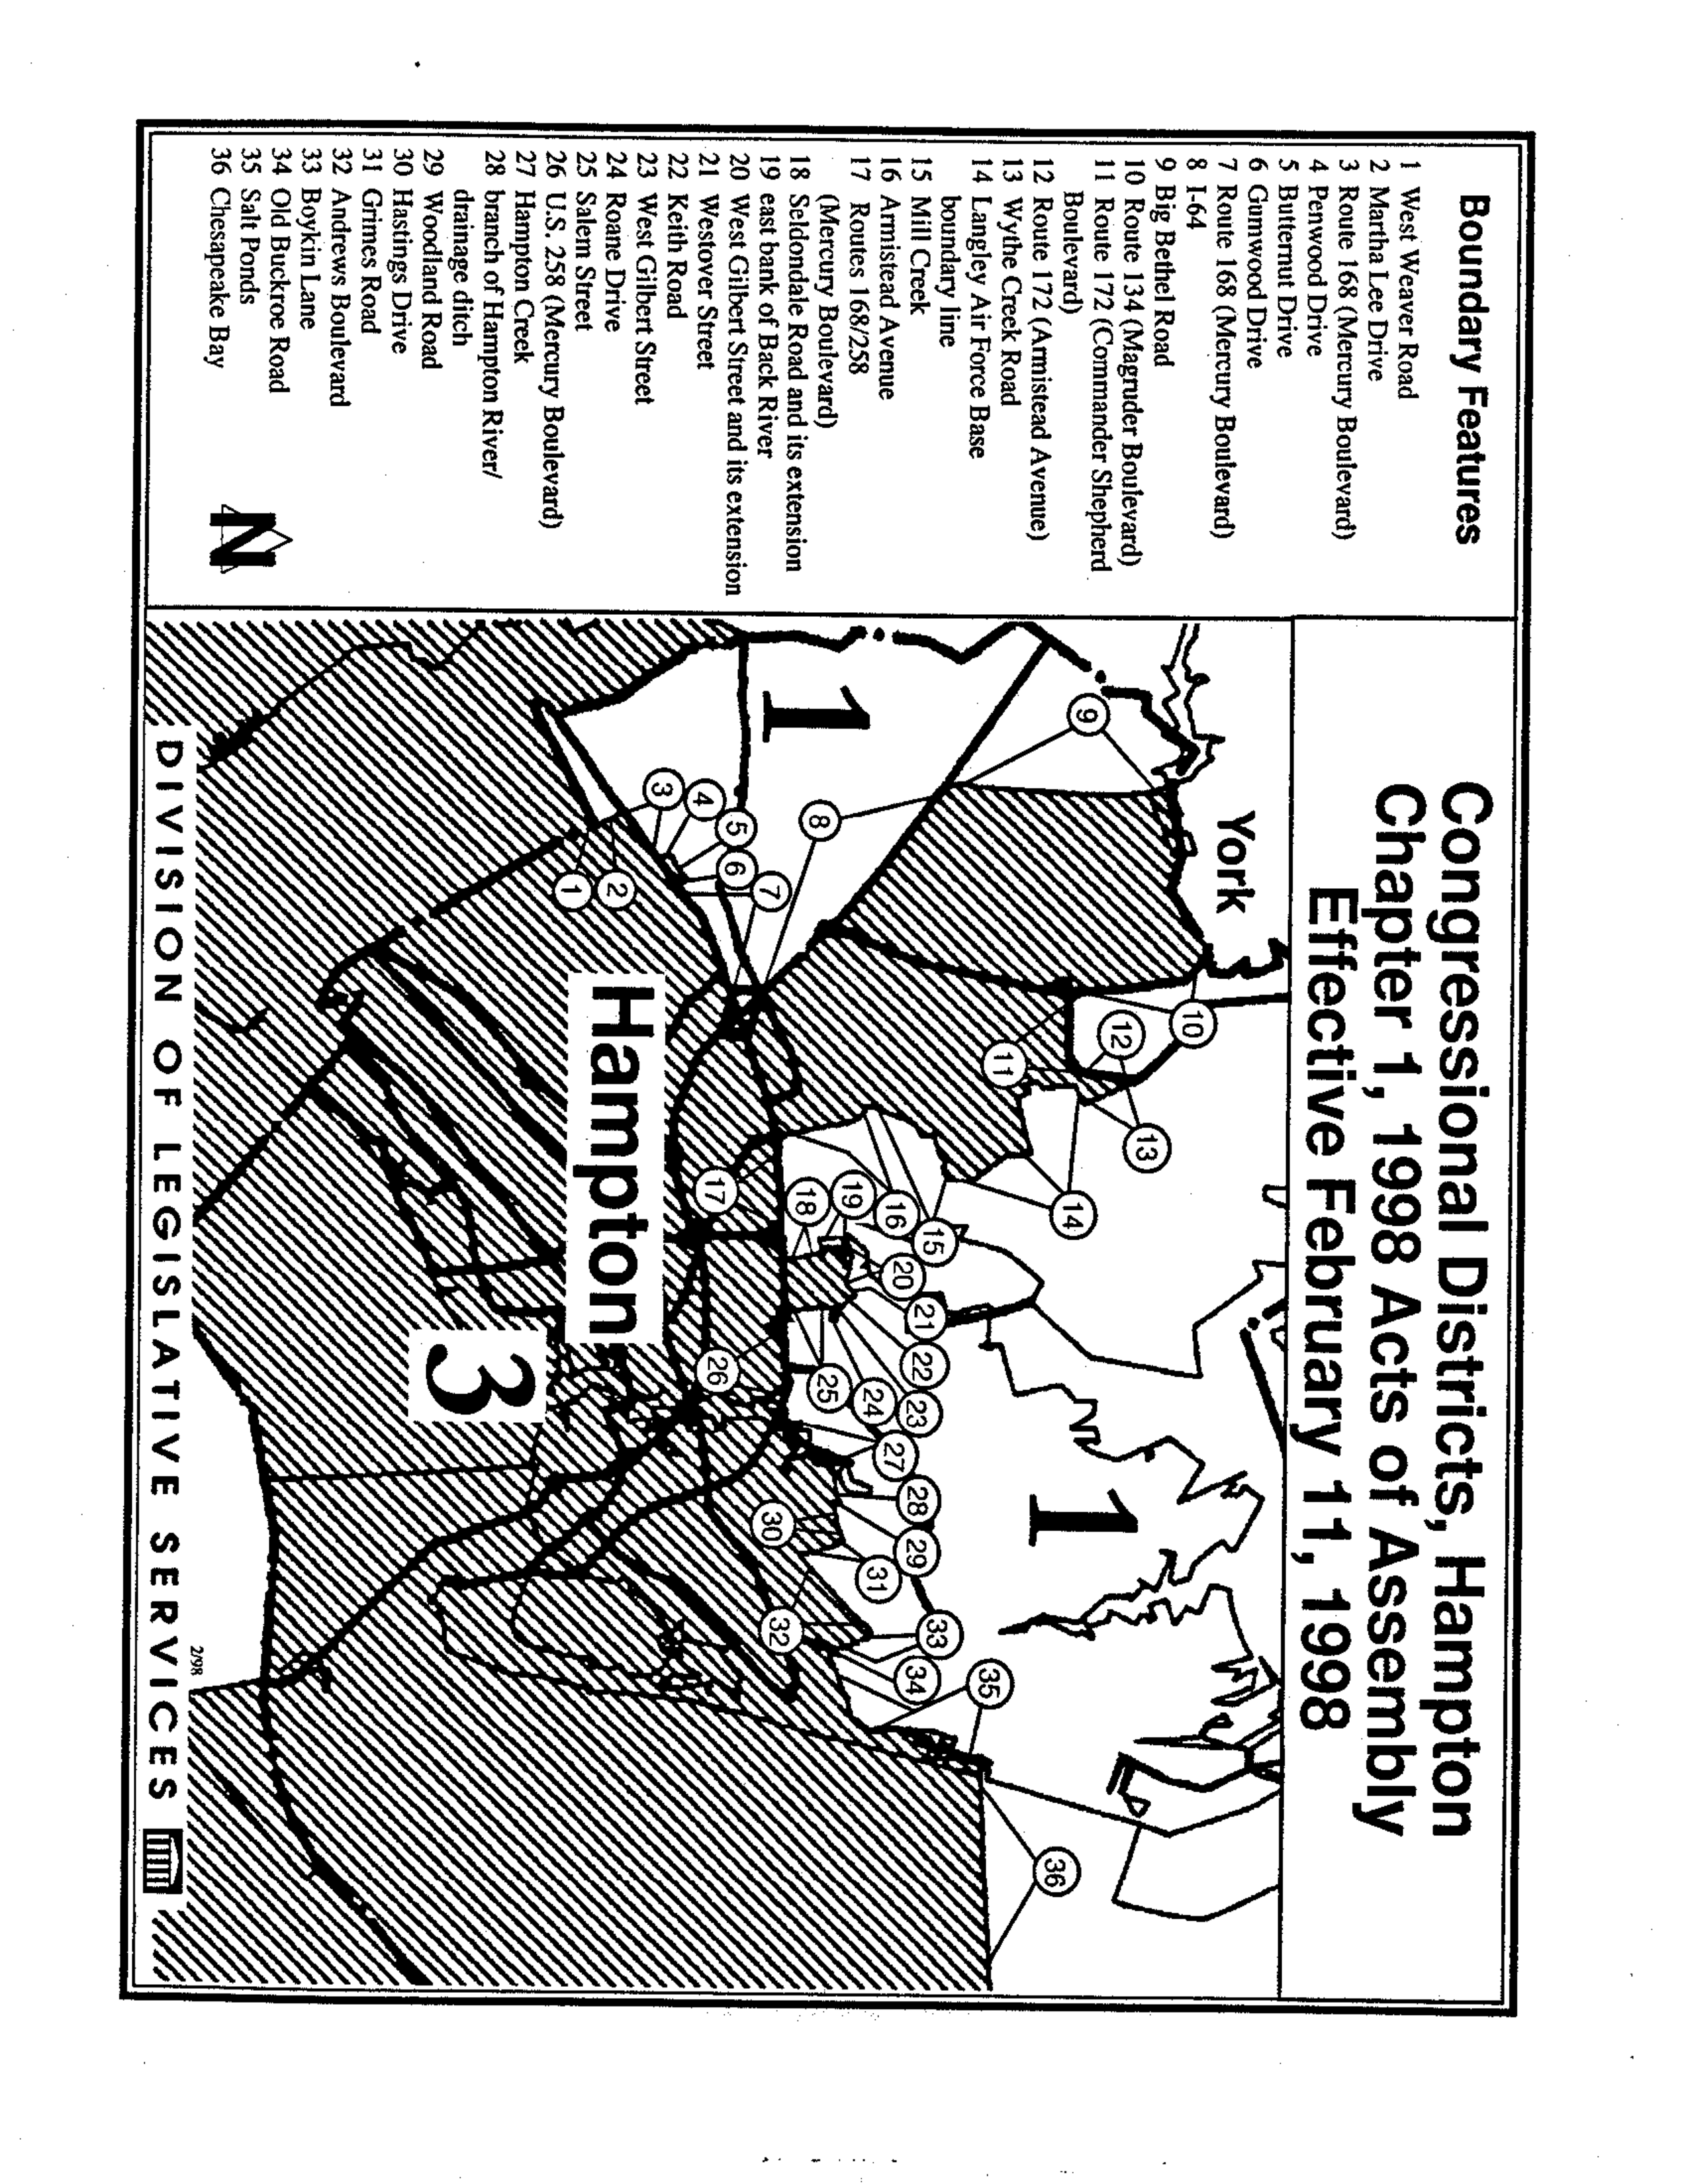 Congressional Districts, Hampton
Chapter 1, 1998 Acts of Assembly
Effective February 11, 1998
Boundary Features
1 West Weaver Road
2 Martha Lee Drive
3 Route 168 (Mercury Boulevard)
4 Penwood Drive
5 Butternut Drive
6 Gumwood Drive
7 Route 168 (Mercury Boulevard)
8 I-64
9 Big Bethel Road
10 Route 134 (Magruder Boulevard)
11 Route 172 (Commander Shepherd
Boulevard)
12 Route 172 (Armistead Avenue)
13 Wythe Creek Road
14 Langley Air Force Base
boundary line
15 Mill Creek
16 Armistead Avenue
17 Routes 168/258
(Mercury Boulevard)
18 Seldondale Road and its extension
19 east bank of Back River
20 West Gilbert Street and its extension
21 Westover Street
22 Keith Road
23 West Gilbert Street
24 Roane Drive
25 Salem Street
26 U.S. 258 (Mercury Boulevard)
27 Hampton Creek
28 branch of Hampton River/
drainage ditch
29 Woodland Road
30 Hastings Drive
31 Grimes Road
32 Andrews Boulevard
33 Boykin Lane
34 Old Buckroe Road
35 Salt Ponds
36 Chesapeake Bay
N
York
9
10
12
13
11
14
1
8
16
15
19
18
20
21
22
23
24
25
27
28
29
31
33
34
35
36
1
3
4
5
6
7
1
2
17
26
30
32
Hampton
3
2/98
DIVISION OF LEGISLATIVE SERVICES